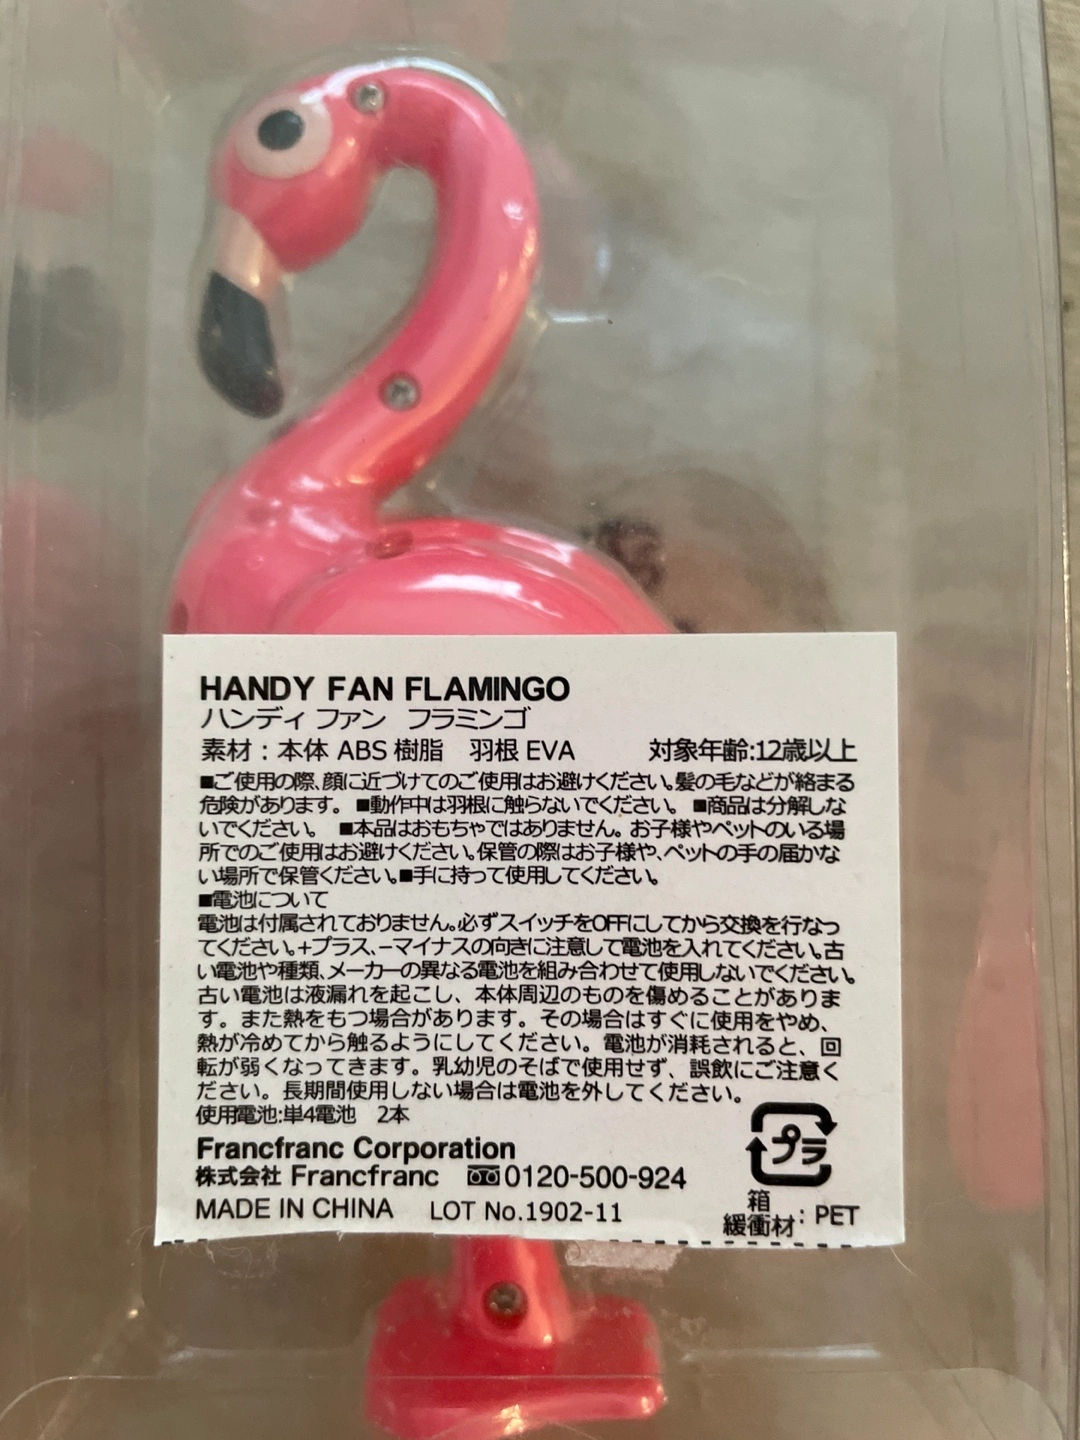 HANDY FAN FLAMINGO
ハンディ ファン フラミンゴ
素材：本体 ABS 樹脂 羽根 EVA 対象年齢:12歳以上
■ご使用の際、顔に近づけてのご使用はお避けください。髪の毛などが絡まる
危険があります。 ■動作中は羽根に触らないでください。 ■商品は分解しな
いでください。 ■本品はおもちゃではありません。お子様やペットのいる場
所でのご使用はお避けください。保管の際はお子様や、ペットの手の届かな
い場所で保管ください。■手に持って使用してください。
■電池について
電池は付属されておりません。必ずスイッチをOFFにしてから交換を行なっ
てください。+プラス、-マイナスの向きに注意して電池を入れてください。古
い電池や種類、メーカーの異なる電池を組み合わせて使用しないでください。
古い電池は液漏れを起こし、本体周辺のものを傷めることがありま
す。また熱をもつ場合があります。その場合はすぐに使用をやめ、
熱が冷めてから触るようにしてください。電池が消耗されると、回
転が弱くなってきます。乳幼児のそばで使用せず、誤飲にご注意く
ださい。長期間使用しない場合は電池を外してください。
使用電池:単4電池 2本
Francfranc Corporation
株式会社 Francfranc 0120-500-924
MADE IN CHINA LOT No.1902-11
プラ
箱
緩衝材：PET